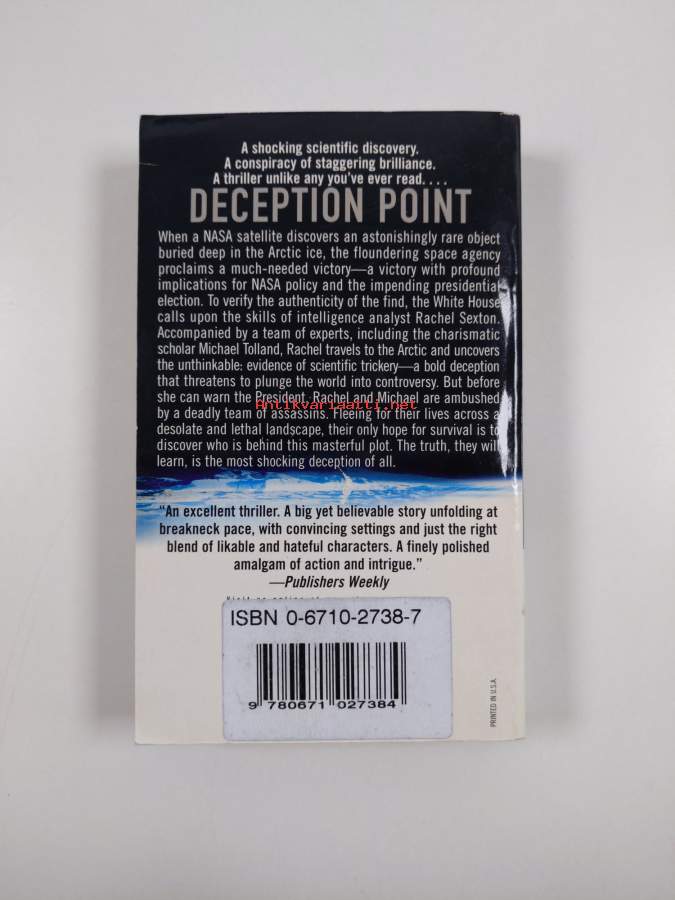 A shocking scientific discovery.
A conspiracy of staggering brilliance.
A thriller unlike any you've ever read. . . .
DECEPTION POINT
When a NASA satellite discovers an astonishingly rare object
buried deep in the Arctic ice, the floundering space agency
proclaims a much-needed victory—a victory with profound
implications for NASA policy and the impending presidential
election. To verify the authenticity of the find, the White House
calls upon the skills of intelligence analyst Rachel Sexton.
Accompanied by a team of experts, including the charismatic
scholar Michael Tolland, Rachel travels to the Arctic and uncovers
the unthinkable: evidence of scientific trickery—a bold deception
that threatens to plunge the world into controversy. But before
she can warn the President, Rachel and Michael are ambushed
by a deadly team of assassins. Fleeing for their lives across a
desolate and lethal landscape, their only hope for survival is to
discover who is behind this masterful plot. The truth, they will
learn, is the most shocking deception of all.
Antikvariaatti.net
"An excellent thriller. A big yet believable story unfolding at
breakneck pace, with convincing settings and just the right
blend of likable and hateful characters. A finely polished
amalgam of action and intrigue."
—Publishers Weekly
ISBN 0-6710-2738-7
9 780671 027384
PRINTED IN U.S.A.